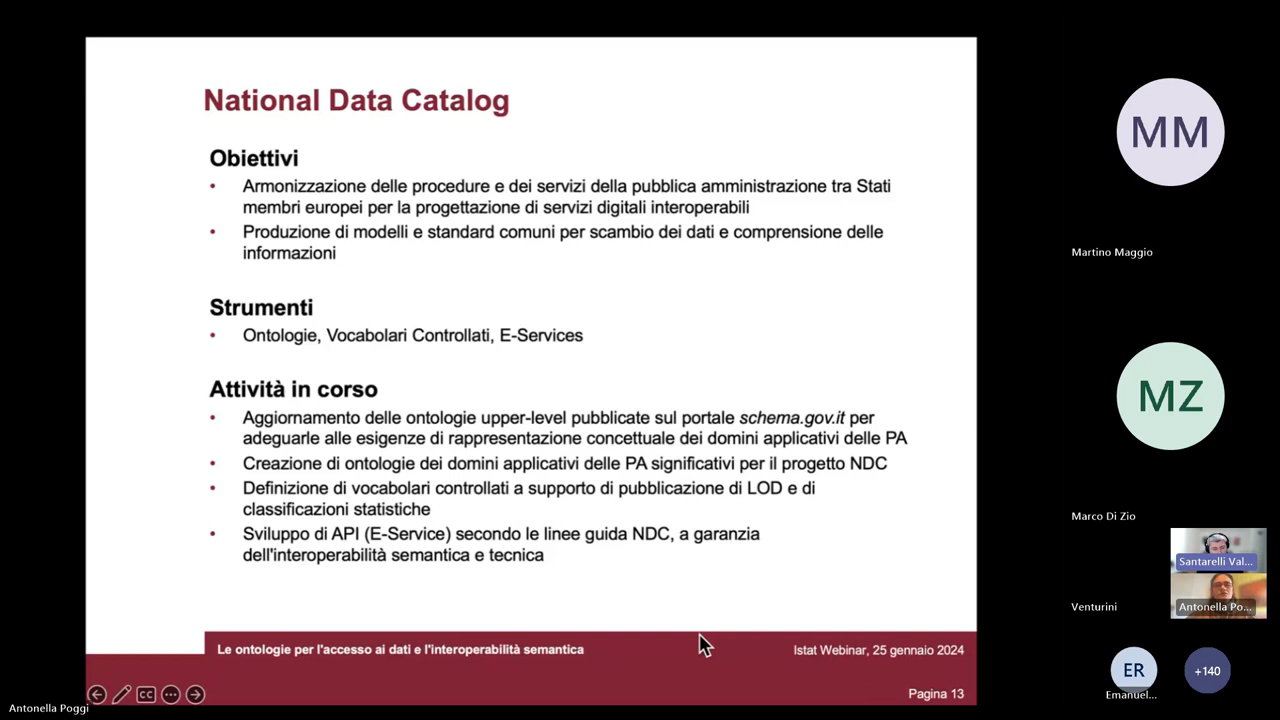 National Data Catalog
Obiettivi
• Armonizzazione delle procedure e dei servizi della pubblica amministrazione tra Stati
membri europei per la progettazione di servizi digitali interoperabili
• Produzione di modelli e standard comuni per scambio dei dati e comprensione delle
informazioni
Strumenti
• Ontologie, Vocabolari Controllati, E-Services
Attività in corso
• Aggiornamento delle ontologie upper-level pubblicate sul portale schema.gov.it per
adeguarle alle esigenze di rappresentazione concettuale dei domini applicativi delle PA
• Creazione di ontologie dei domini applicativi delle PA significativi per il progetto NDC
• Definizione di vocabolari controllati a supporto di pubblicazione di LOD e di
classificazioni statistiche
• Sviluppo di API (E-Service) secondo le linee guida NDC, a garanzia
dell'interoperabilità semantica e tecnica
Le ontologie per l'accesso ai dati e l'interoperabilità semantica
Istat Webinar, 25 gennaio 2024
Pagina 13
CC
Antonella Poggi
MM
Martino Maggio
MZ
Marco Di Zio
Santarelli Val...
Venturini
Antonella Po...
ER
+140
Emanuel...